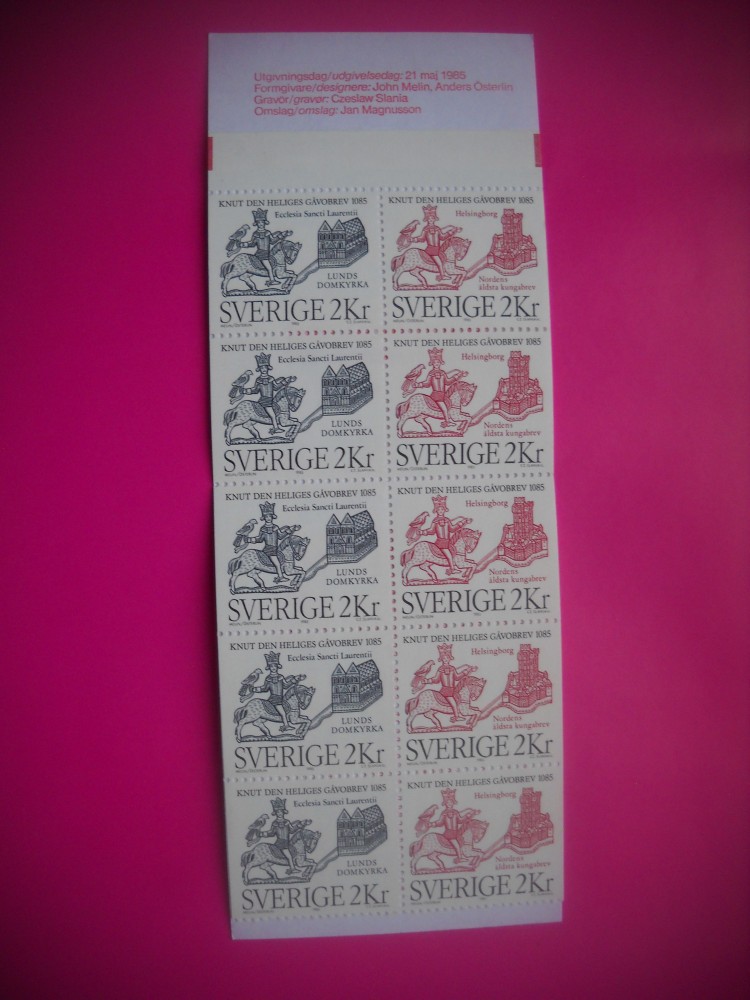 Utgivningsdag/udgivelsedag: 21 maj 1985
Formgivare/designere: John Melin, Anders Österlin
Gravör/gravør: Czeslaw Slania
Omslag/omslag: Jan Magnusson
KNUT DEN HELIGES GÅVOBREV 1085
Ecclesia Sancti Laurentii
LUNDS
DOMKYRKA
SVERIGE 2Kr
KNUT DEN HELIGES GÅVOBREV 1085
Helsingborg
Nordens
äldsta kungabrev
SVERIGE 2Kr
KNUT DEN HELIGES GÅVOBREV 1085
Ecclesia Sancti Laurentii
LUNDS
DOMKYRKA
SVERIGE 2Kr
KNUT DEN HELIGES GÅVOBREV 1085
Helsingborg
Nordens
äldsta kungabrev
SVERIGE 2Kr
KNUT DEN HELIGES GÅVOBREV 1085
Ecclesia Sancti Laurentii
LUNDS
DOMKYRKA
SVERIGE 2Kr
KNUT DEN HELIGES GÅVOBREV 1085
Helsingborg
Nordens
äldsta kungabrev
SVERIGE 2Kr
KNUT DEN HELIGES GÅVOBREV 1085
Ecclesia Sancti Laurentii
LUNDS
DOMKYRKA
SVERIGE 2Kr
KNUT DEN HELIGES GÅVOBREV 1085
Helsingborg
Nordens
äldsta kungabrev
SVERIGE 2Kr
KNUT DEN HELIGES GÅVOBREV 1085
Ecclesia Sancti Laurentii
LUNDS
DOMKYRKA
SVERIGE 2Kr
KNUT DEN HELIGES GÅVOBREV 1085
Helsingborg
Nordens
äldsta kungabrev
SVERIGE 2Kr